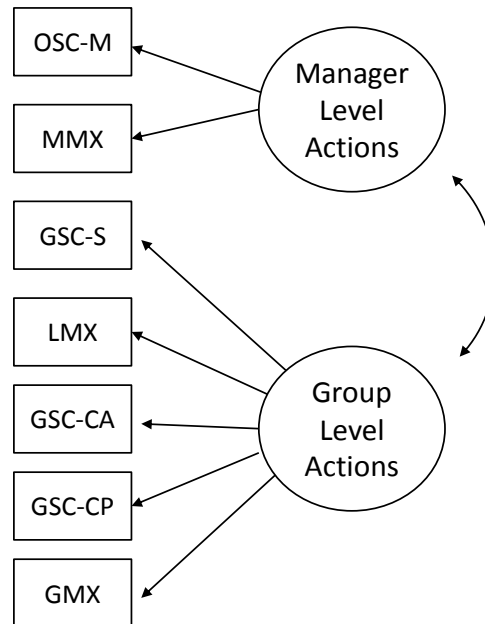 OSC-M
MMX
Manager
Level
Actions
GSC-S
LMX
GSC-CA
GSC-CP
GMX
Group
Level
Actions